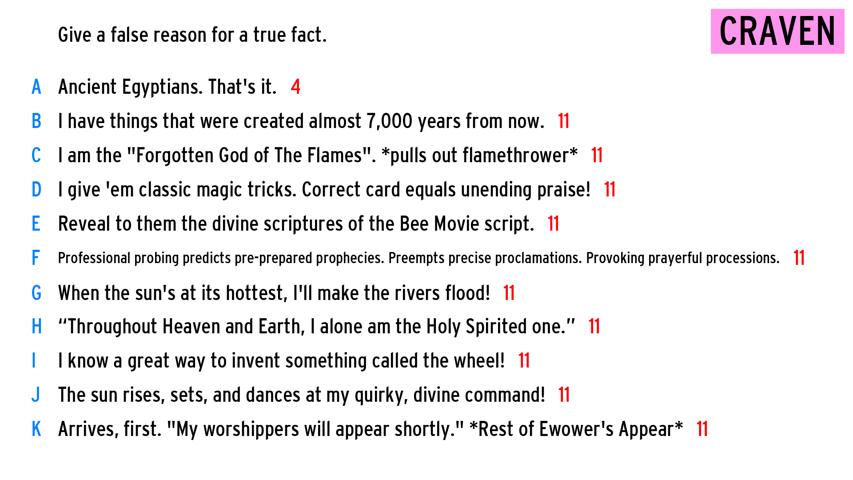 Give a false reason for a true fact.
CRAVEN
A Ancient Egyptians. That's it. 4
B I have things that were created almost 7,000 years from now. 11
C I am the "Forgotten God of The Flames". *pulls out flamethrower* 11
D I give 'em classic magic tricks. Correct card equals unending praise! 11
E Reveal to them the divine scriptures of the Bee Movie script. 11
F Professional probing predicts pre-prepared prophecies. Preempts precise proclamations. Provoking prayerful processions. 11
G When the sun's at its hottest, I'll make the rivers flood! 11
H “Throughout Heaven and Earth, I alone am the Holy Spirited one.” 11
I I know a great way to invent something called the wheel! 11
J The sun rises, sets, and dances at my quirky, divine command! 11
K Arrives, first. "My worshippers will appear shortly." *Rest of Ewower's Appear* 11